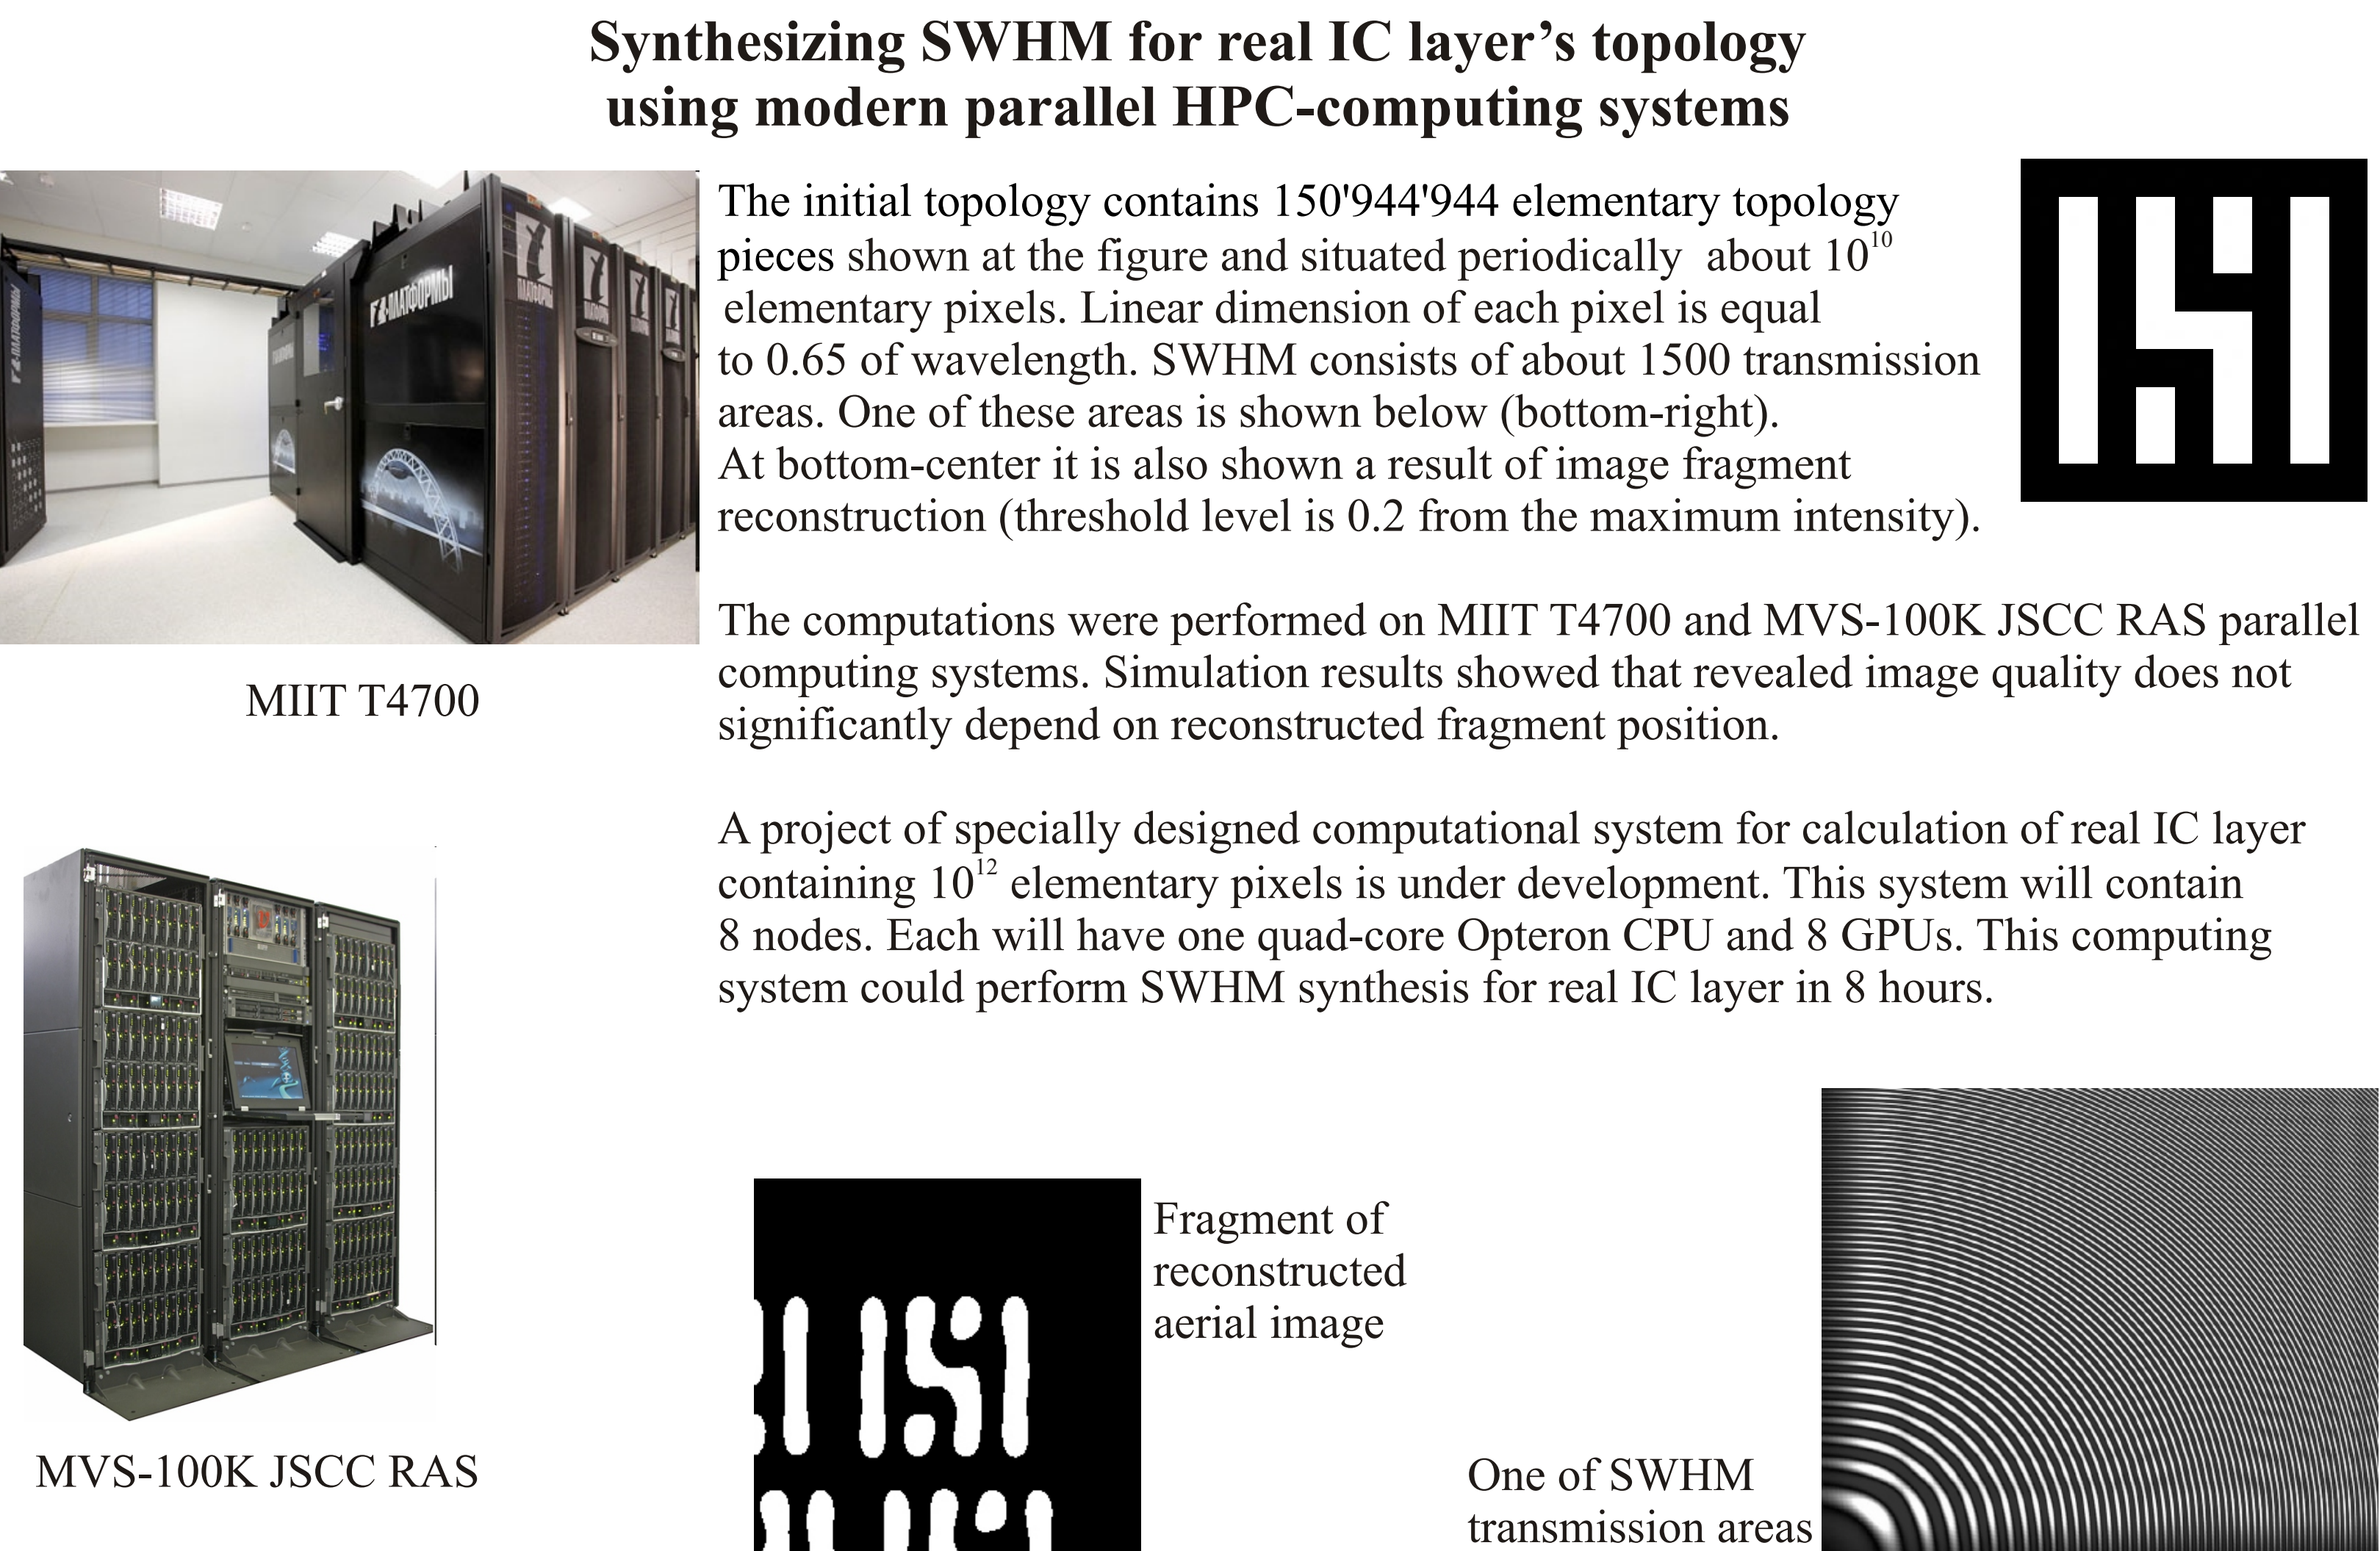 Synthesizing SWHM for real IC layer’s topology
using modern parallel HPC-computing systems
Т-ПЛАТФОРМЫ
ПЛАТФОРМЫ
The initial topology contains 150'944'944 elementary topology
pieces shown at the figure and situated periodically about 10^10
elementary pixels. Linear dimension of each pixel is equal
to 0.65 of wavelength. SWHM consists of about 1500 transmission
areas. One of these areas is shown below (bottom-right).
At bottom-center it is also shown a result of image fragment
reconstruction (threshold level is 0.2 from the maximum intensity).
The computations were performed on MIIT T4700 and MVS-100K JSCC RAS parallel
computing systems. Simulation results showed that revealed image quality does not
significantly depend on reconstructed fragment position.
MIIT T4700
A project of specially designed computational system for calculation of real IC layer
containing 10^12 elementary pixels is under development. This system will contain
8 nodes. Each will have one quad-core Opteron CPU and 8 GPUs. This computing
system could perform SWHM synthesis for real IC layer in 8 hours.
MVS-100K JSCC RAS
Fragment of
reconstructed
aerial image
One of SWHM
transmission areas